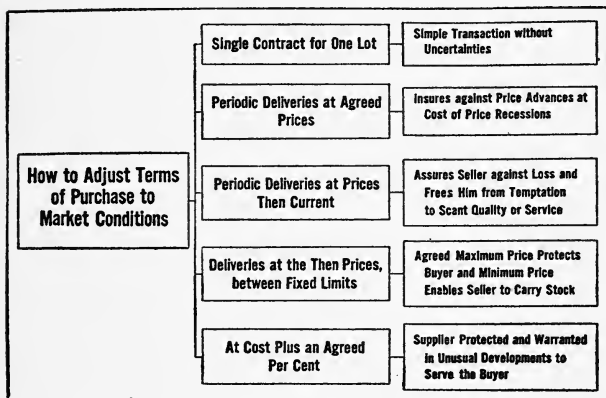 How to Adjust Terms
of Purchase to
Market Conditions
Single Contract for One Lot
Simple Transaction without
Uncertainties
Periodic Deliveries at Agreed
Prices
Insures against Price Advances at
Cost of Price Recessions
Periodic Deliveries at Prices
Then Current
Assures Seller against Loss and
Frees Him from Temptation
to Scant Quality or Service
Deliveries at the Then Prices,
between Fixed Limits
Agreed Maximum Price Protects
Buyer and Minimum Price
Enables Seller to Carry Stock
At Cost Plus an Agreed
Per Cent
Supplier Protected and Warranted
in Unusual Developments to
Serve the Buyer